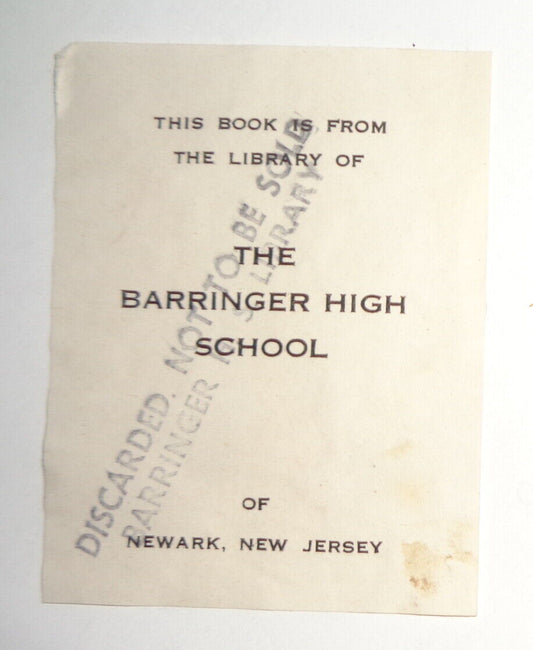 THIS BOOK IS FROM
THE LIBRARY OF
THE
BARRINGER HIGH
SCHOOL
OF
NEWARK, NEW JERSEY
DISCARDED. NOT TO BE SOLD
BARRINGER H. S. LIBRARY